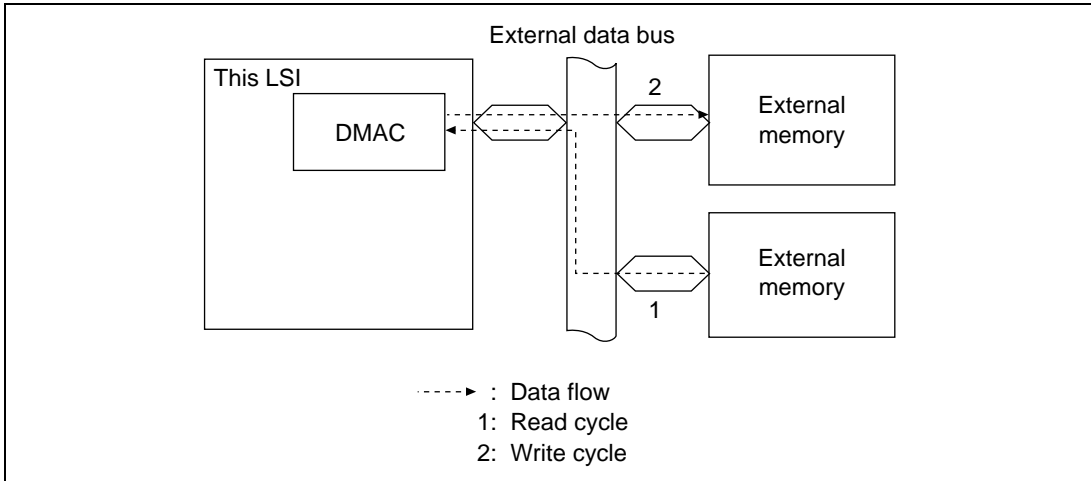 External data bus
This LSI
DMAC
2
External
memory
External
memory
1
: Data flow
1: Read cycle
2: Write cycle